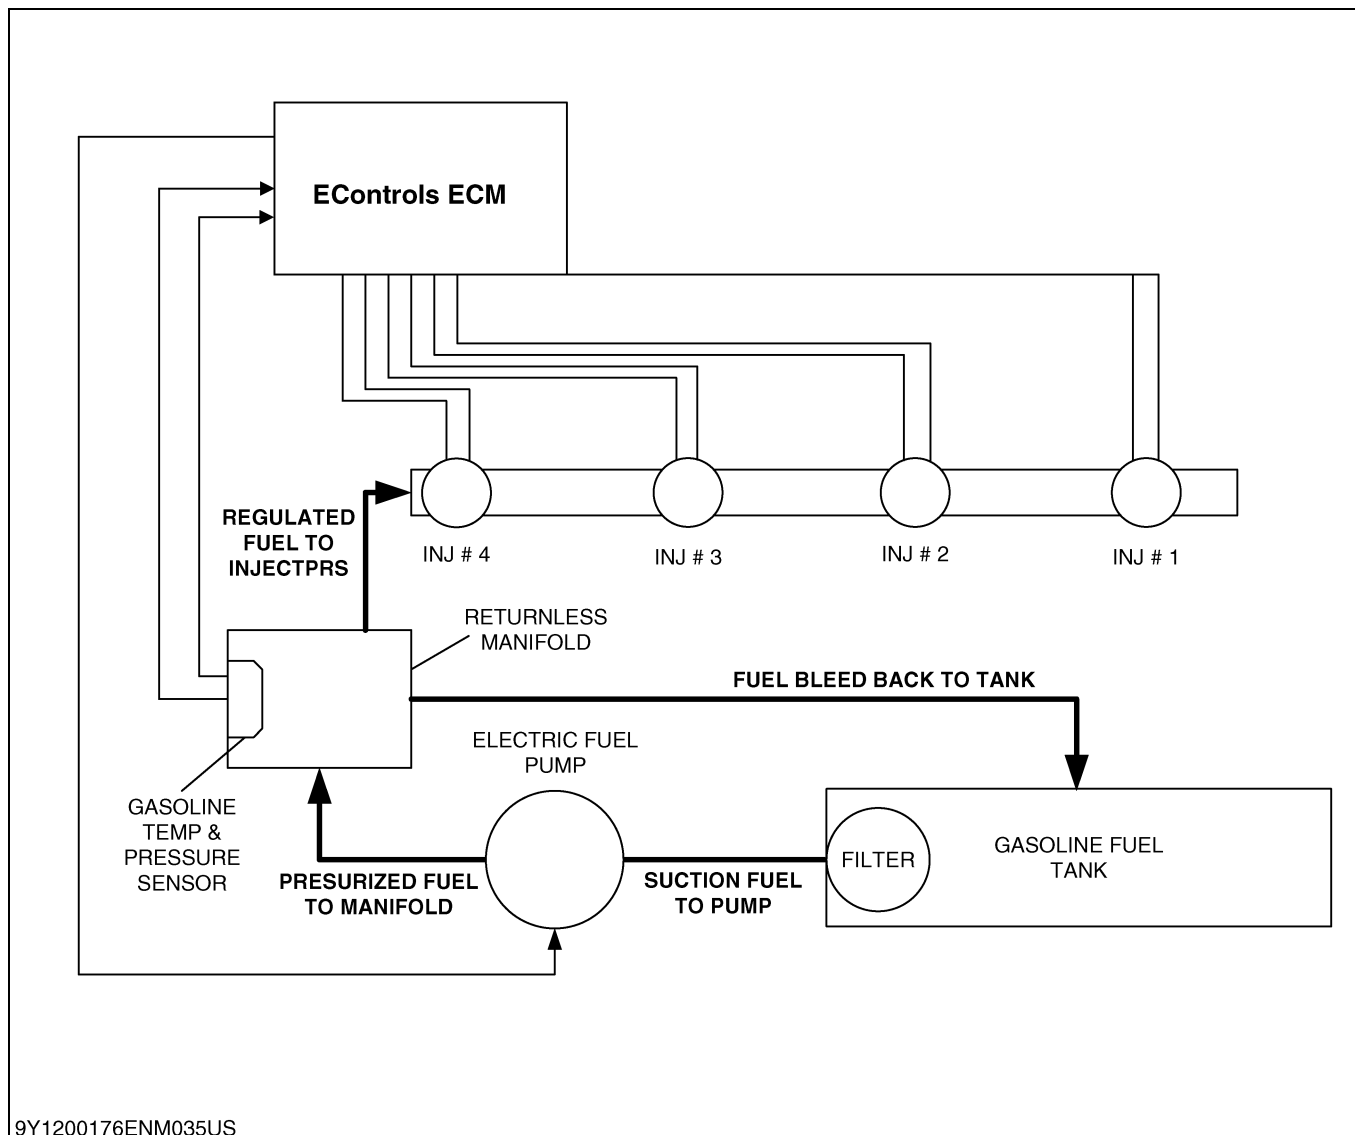 EControls ECM
REGULATED
FUEL TO
INJECTPRS
INJ # 4
INJ # 3
INJ # 2
INJ # 1
RETURNLESS
MANIFOLD
FUEL BLEED BACK TO TANK
ELECTRIC FUEL
PUMP
GASOLINE
TEMP &
PRESSURE
SENSOR
PRESURIZED FUEL
TO MANIFOLD
SUCTION FUEL
TO PUMP
FILTER
GASOLINE FUEL
TANK
9Y1200176ENM035US